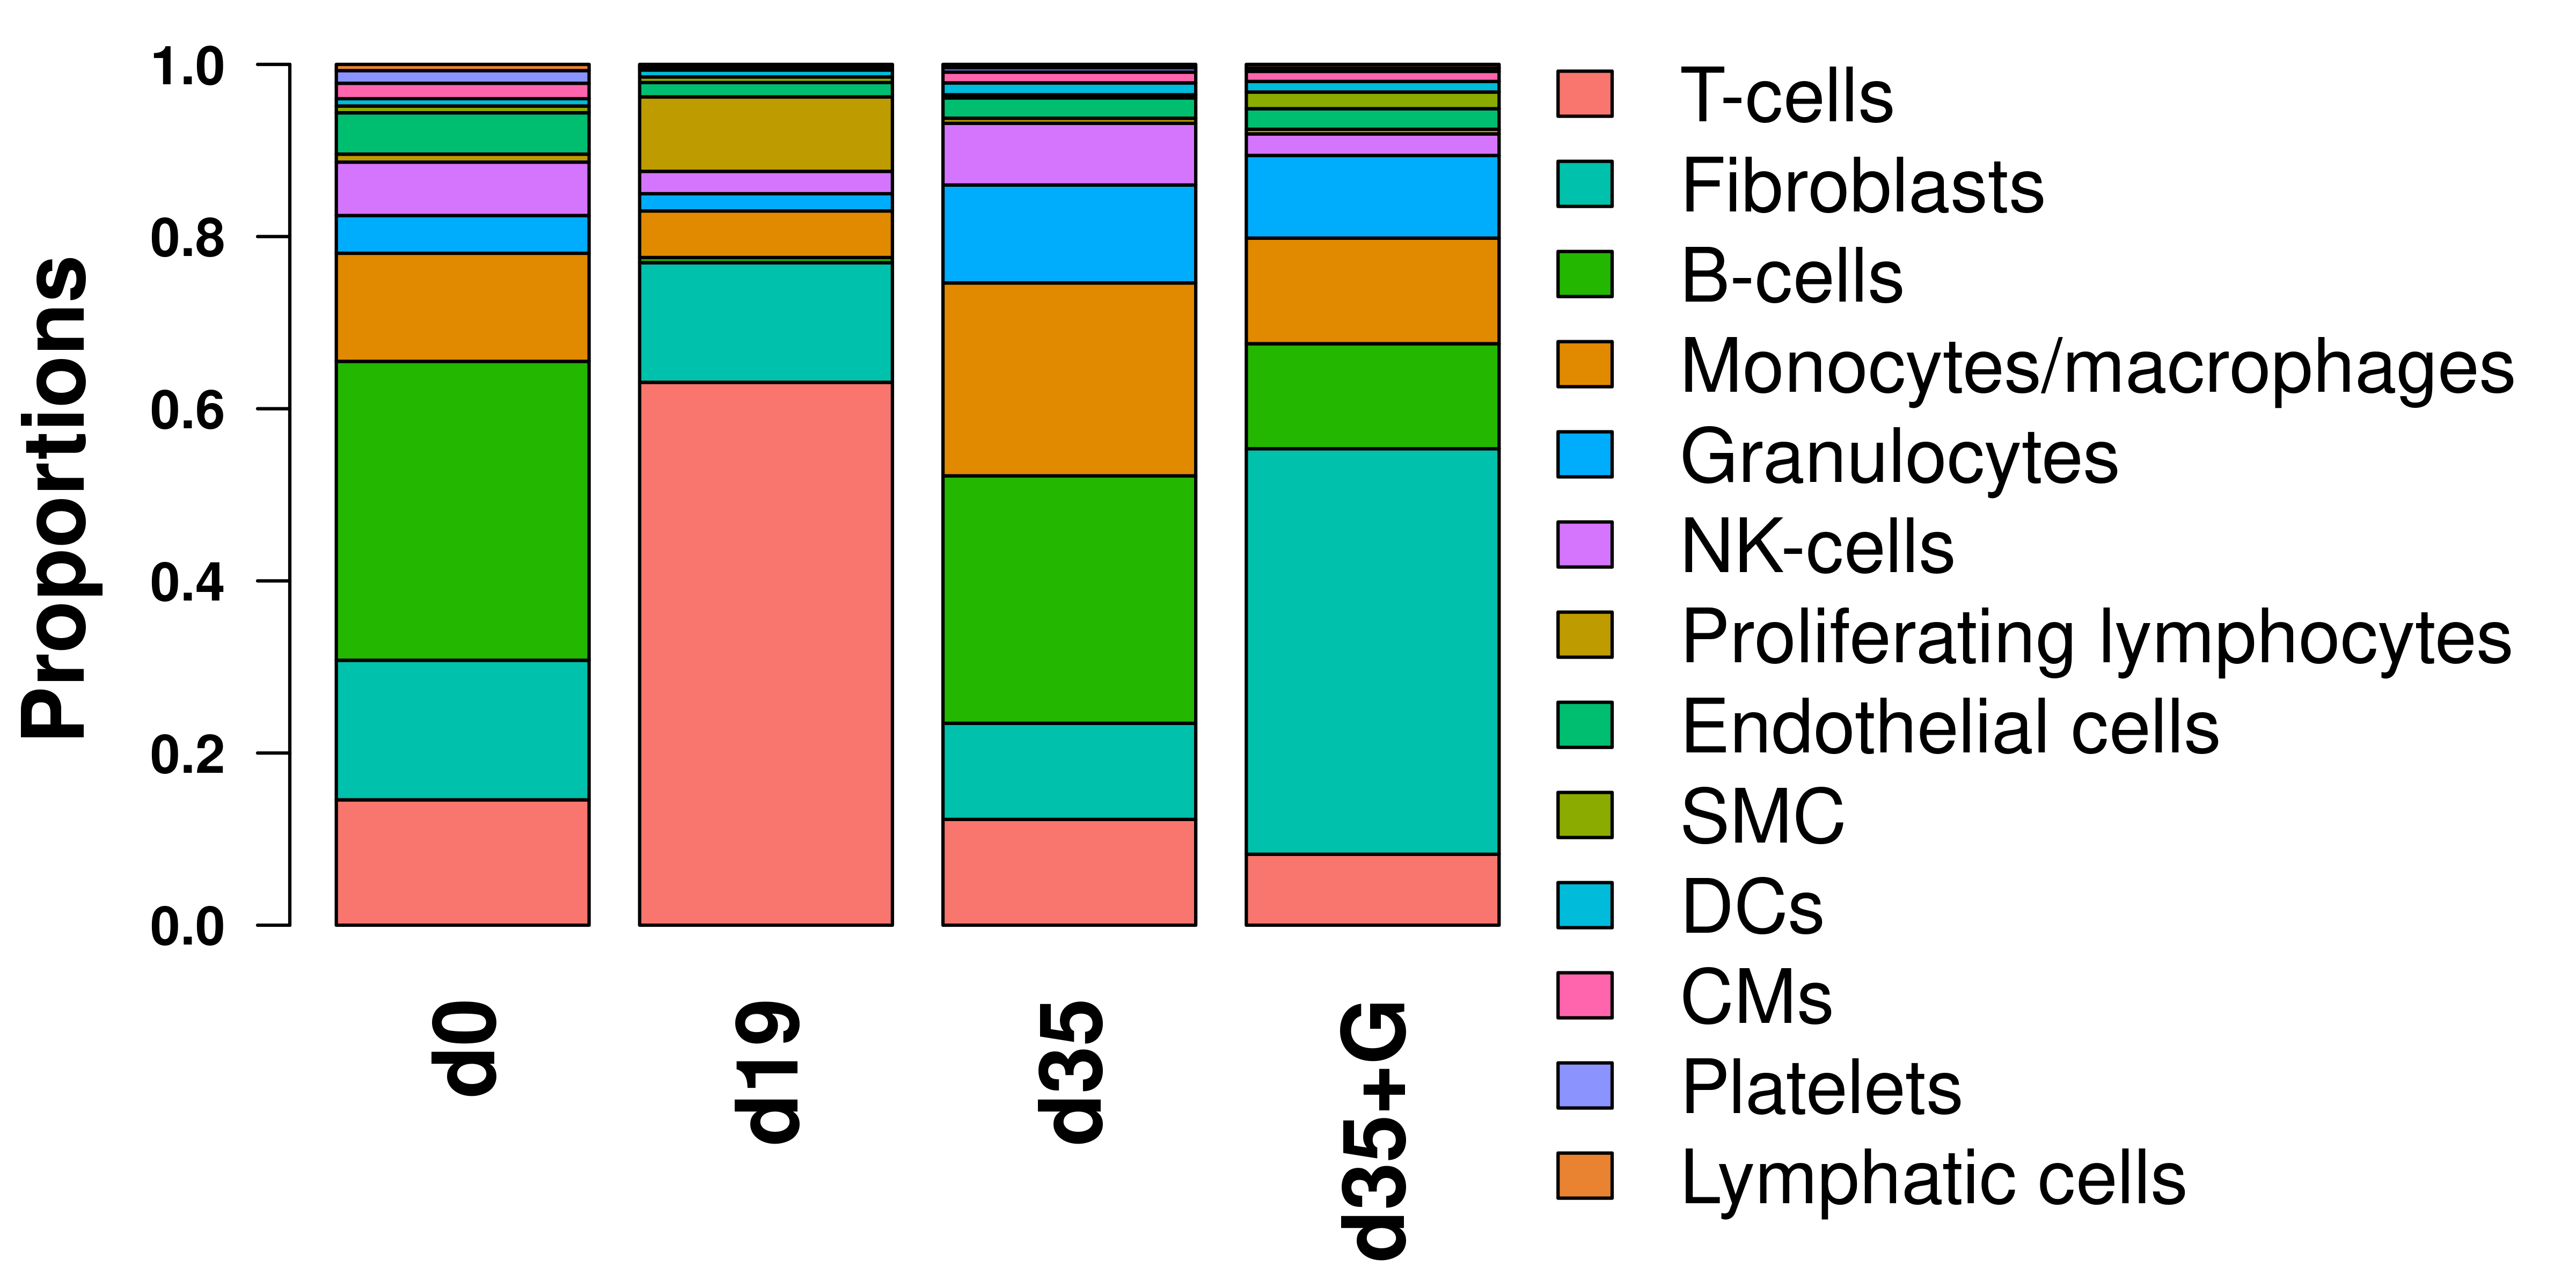 Proportions
1.0
0.8
0.6
0.4
0.2
0.0
d0
d19
d35
d35+G
T-cells
Fibroblasts
B-cells
Monocytes/macrophages
Granulocytes
NK-cells
Proliferating lymphocytes
Endothelial cells
SMC
DCs
CMs
Platelets
Lymphatic cells